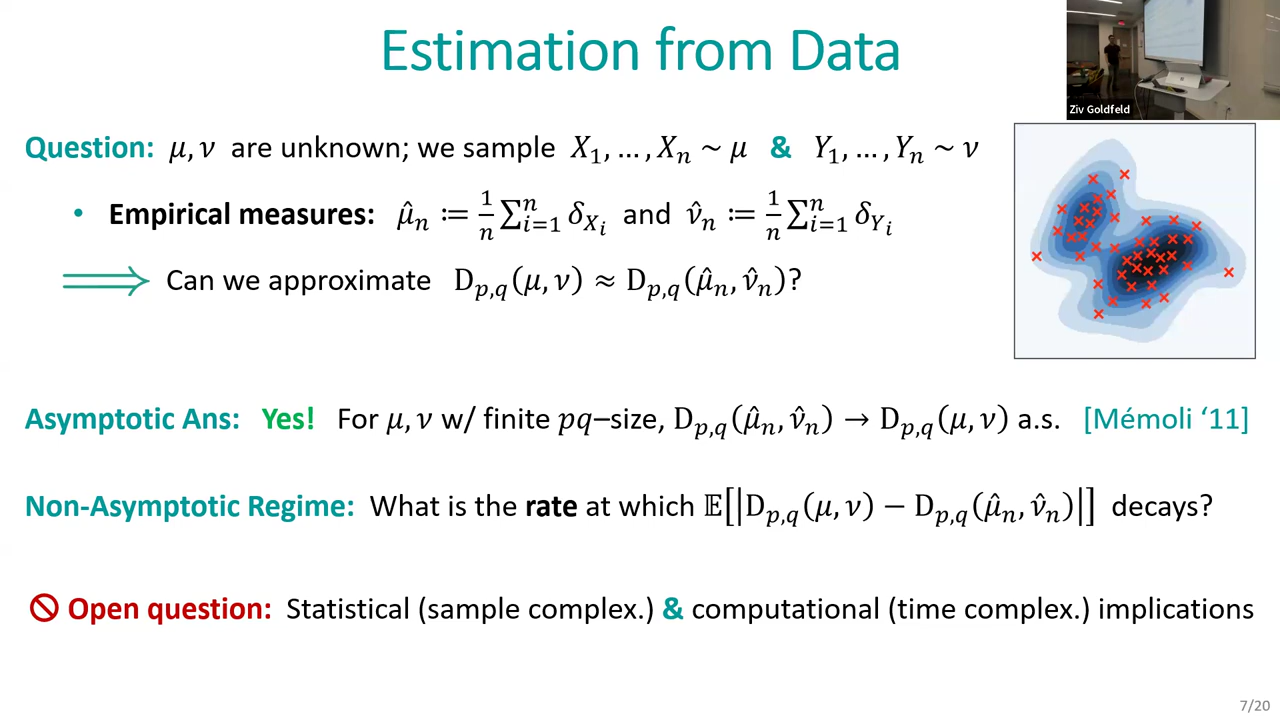 Estimation from Data
Ziv Goldfeld
Question: μ, ν are unknown; we sample X₁, … , Xₙ ~ μ & Y₁, … , Yₙ ~ ν
• Empirical measures: μ̂ₙ ≔ 1/n ∑ⁿᵢ₌₁ δ_{Xᵢ} and ν̂ₙ ≔ 1/n ∑ⁿᵢ₌₁ δ_{Yᵢ}
⟹ Can we approximate D_{p,q}(μ, ν) ≈ D_{p,q}(μ̂ₙ, ν̂ₙ)?
Asymptotic Ans: Yes! For μ, ν w/ finite pq–size, D_{p,q}(μ̂ₙ, ν̂ₙ) → D_{p,q}(μ, ν) a.s. [Mémoli ‘11]
Non-Asymptotic Regime: What is the rate at which 𝔼[|D_{p,q}(μ, ν) − D_{p,q}(μ̂ₙ, ν̂ₙ)|] decays?
Open question: Statistical (sample complex.) & computational (time complex.) implications
7/20